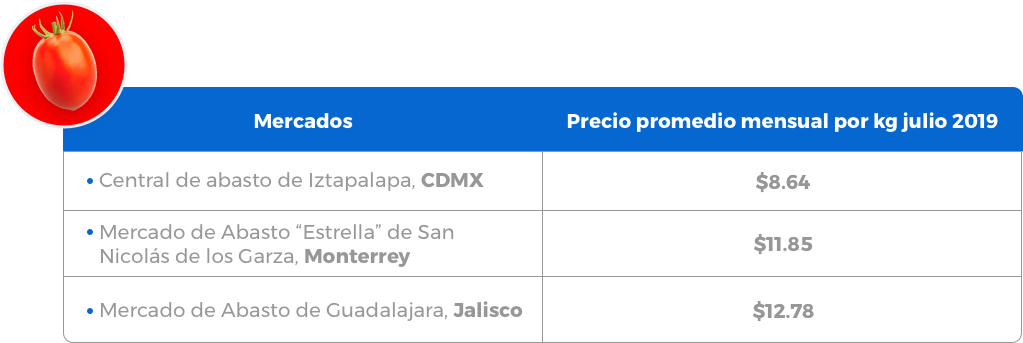 Mercados
Precio promedio mensual por kg julio 2019
• Central de abasto de Iztapalapa, CDMX
$8.64
• Mercado de Abasto “Estrella” de San
Nicolás de los Garza, Monterrey
$11.85
• Mercado de Abasto de Guadalajara, Jalisco
$12.78